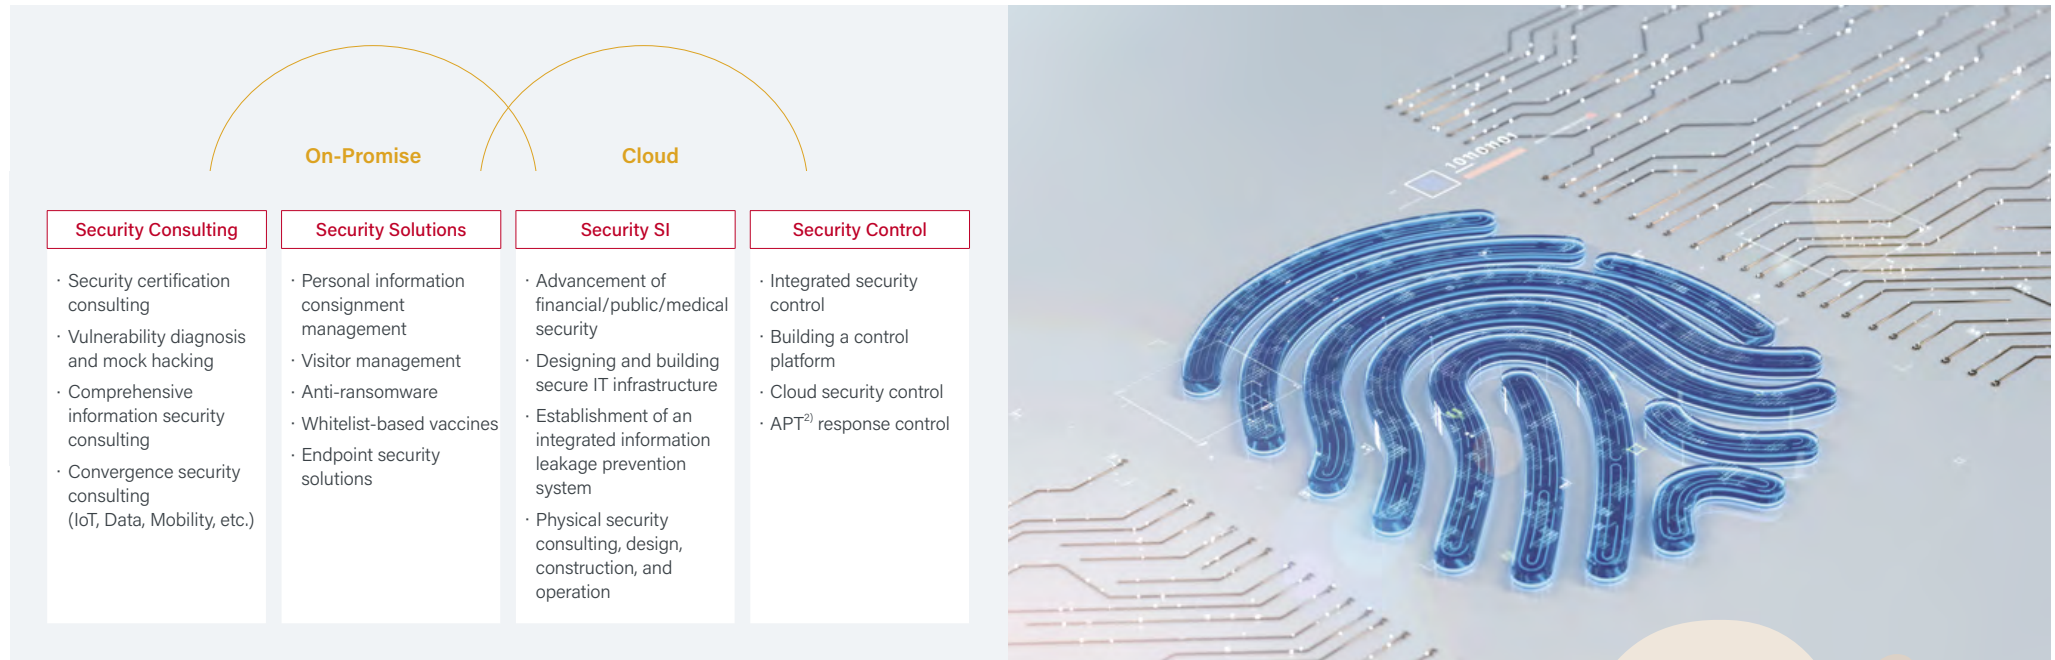 On-Promise
Cloud
Security Consulting
· Security certification
consulting
· Vulnerability diagnosis
and mock hacking
· Comprehensive
information security
consulting
· Convergence security
consulting
(IoT, Data, Mobility, etc.)
Security Solutions
· Personal information
consignment
management
· Visitor management
· Anti-ransomware
· Whitelist-based vaccines
· Endpoint security
solutions
Security SI
· Advancement of
financial/public/medical
security
· Designing and building
secure IT infrastructure
· Establishment of an
integrated information
leakage prevention
system
· Physical security
consulting, design,
construction, and
operation
Security Control
· Integrated security
control
· Building a control
platform
· Cloud security control
· APT2) response control